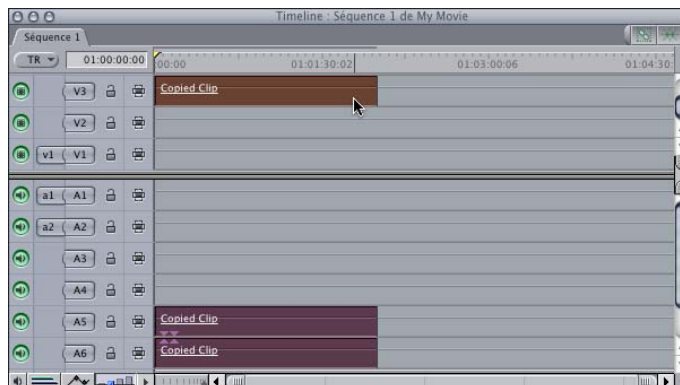 Timeline : Séquence 1 de My Movie
Séquence 1
TR 01:00:00:00 00:00 01:01:30:02 01:03:00:06 01:04:30:
V3 Copied Clip
V2
v1 V1
a1 A1
a2 A2
A3
A4
A5 Copied Clip
A6 Copied Clip